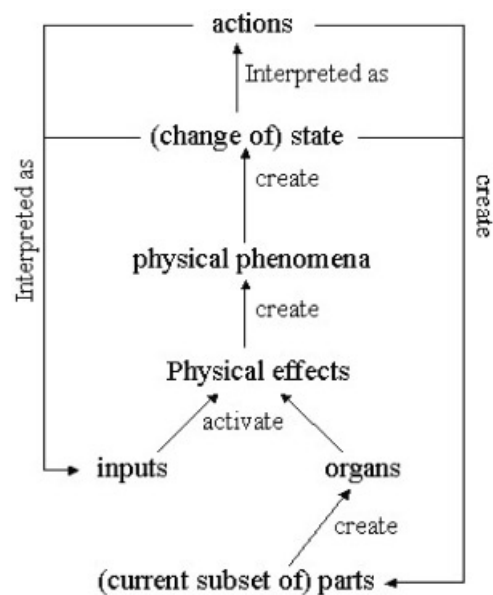 actions
Interpreted as
(change of) state
create
Interpreted as
create
physical phenomena
create
Physical effects
activate
inputs
organs
create
(current subset of) parts